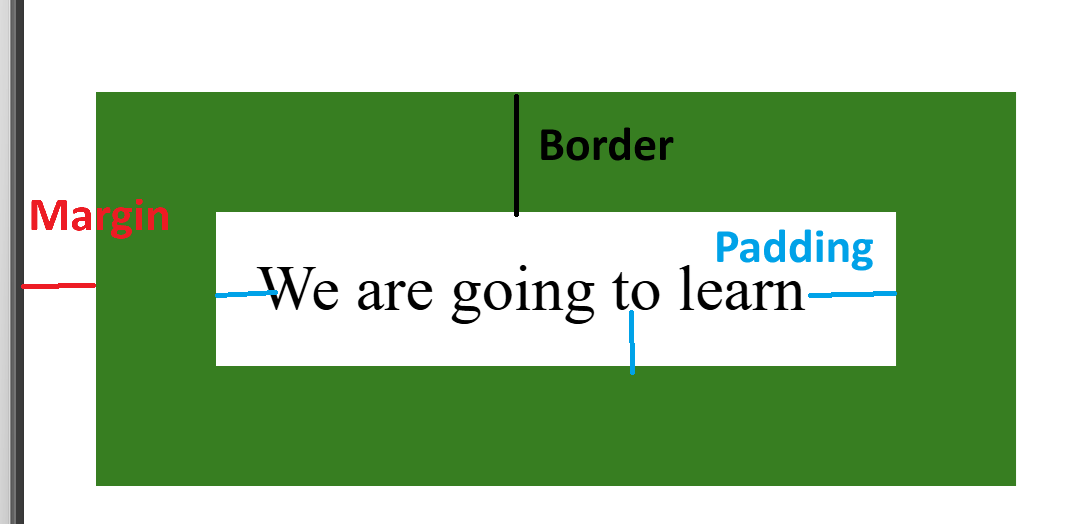 Border
Margin
Padding
We are going to learn